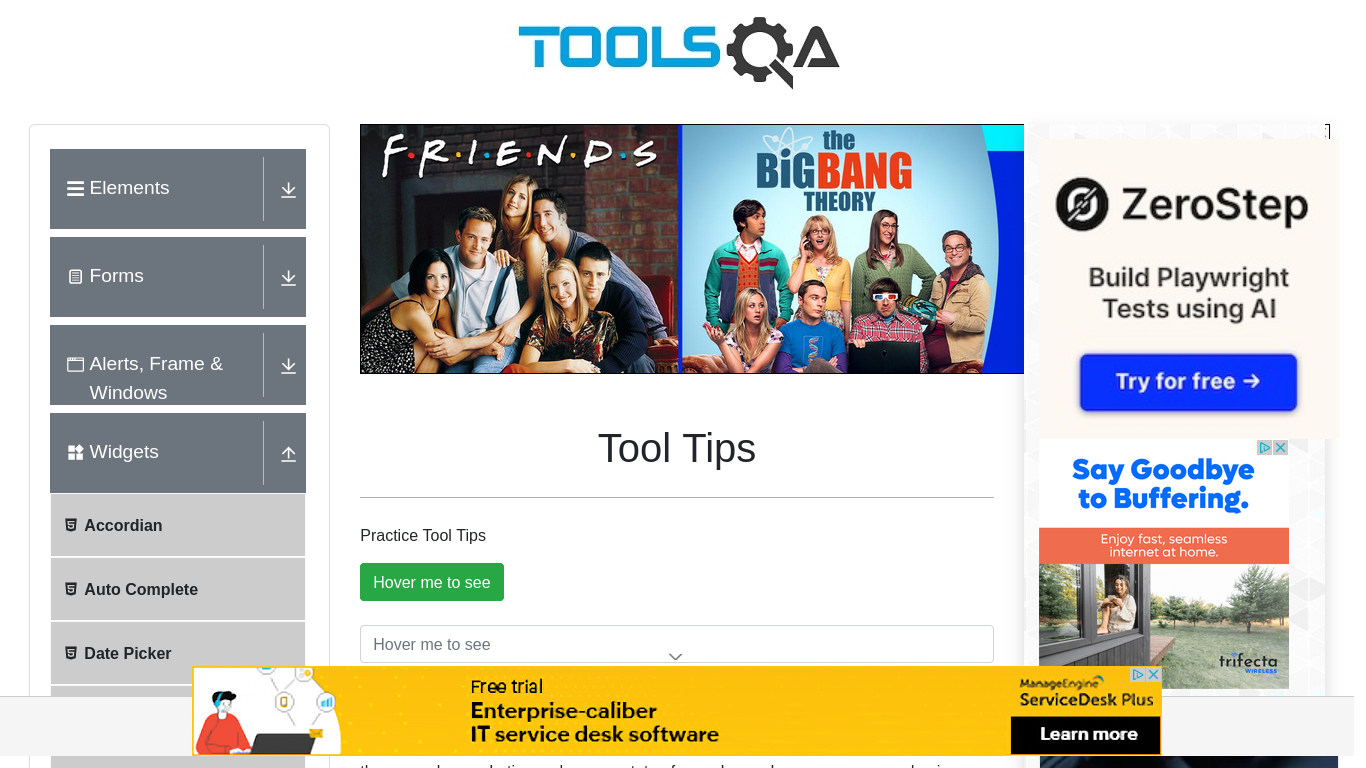 TOOLSQA
Elements
Forms
Alerts, Frame &
Windows
Widgets
Accordian
Auto Complete
Date Picker
F·R·I·E·N·D·S
the
BIGBANG
THEORY
Tool Tips
Practice Tool Tips
Hover me to see
Hover me to see
ZeroStep
Build Playwright
Tests using AI
Try for free →
Say Goodbye
to Buffering.
Enjoy fast, seamless
internet at home.
trifecta
WIRELESS
Free trial
Enterprise-caliber
IT service desk software
ManageEngine
ServiceDesk Plus
Learn more